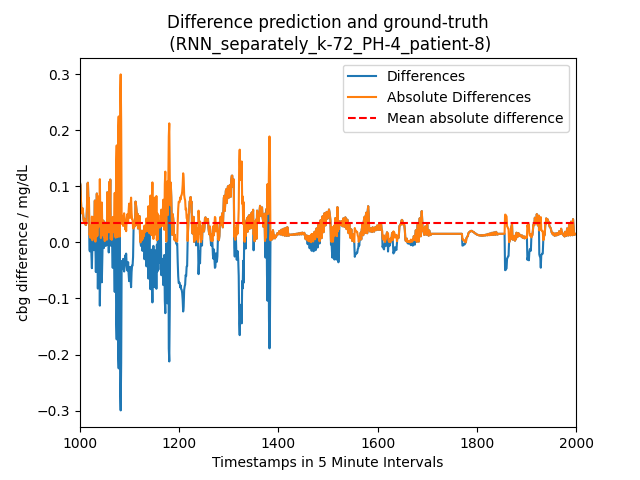 Difference prediction and ground-truth
(RNN_separately_k-72_PH-4_patient-8)
Differences
Absolute Differences
Mean absolute difference
cbg difference / mg/dL
0.3
0.2
0.1
0.0
−0.1
−0.2
−0.3
1000 1200 1400 1600 1800 2000
Timestamps in 5 Minute Intervals